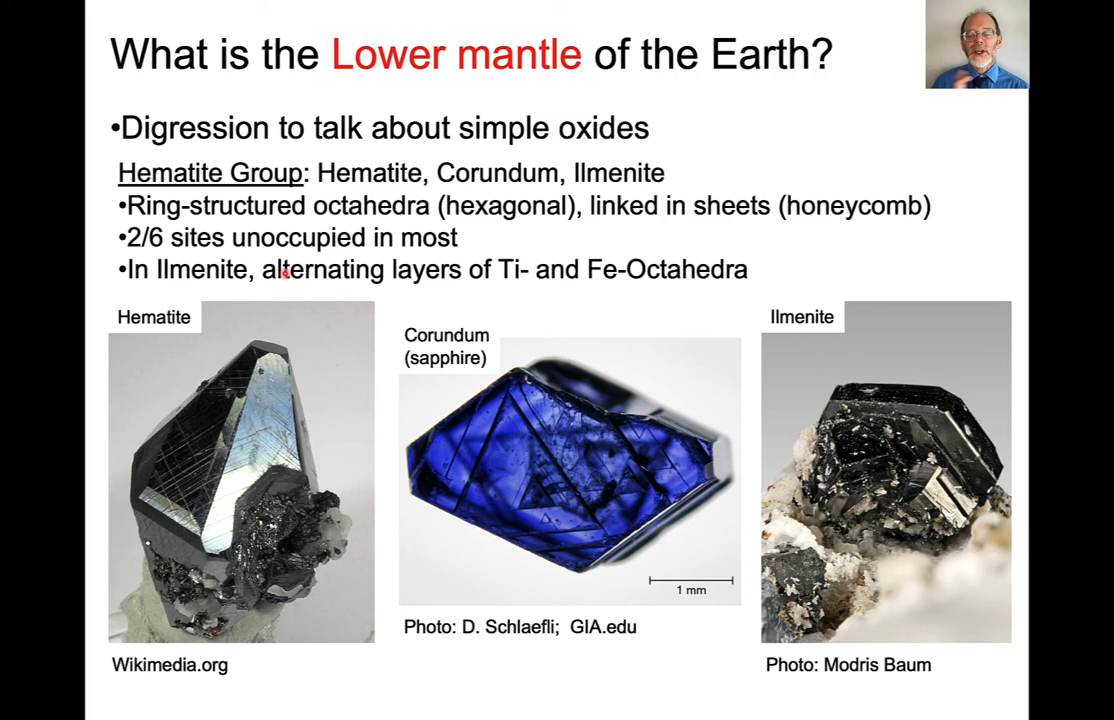 What is the Lower mantle of the Earth?
•Digression to talk about simple oxides
Hematite Group: Hematite, Corundum, Ilmenite
•Ring-structured octahedra (hexagonal), linked in sheets (honeycomb)
•2/6 sites unoccupied in most
•In Ilmenite, alternating layers of Ti- and Fe-Octahedra
Hematite
Corundum
(sapphire)
Ilmenite
1 mm
Photo: D. Schlaefli; GIA.edu
Wikimedia.org
Photo: Modris Baum